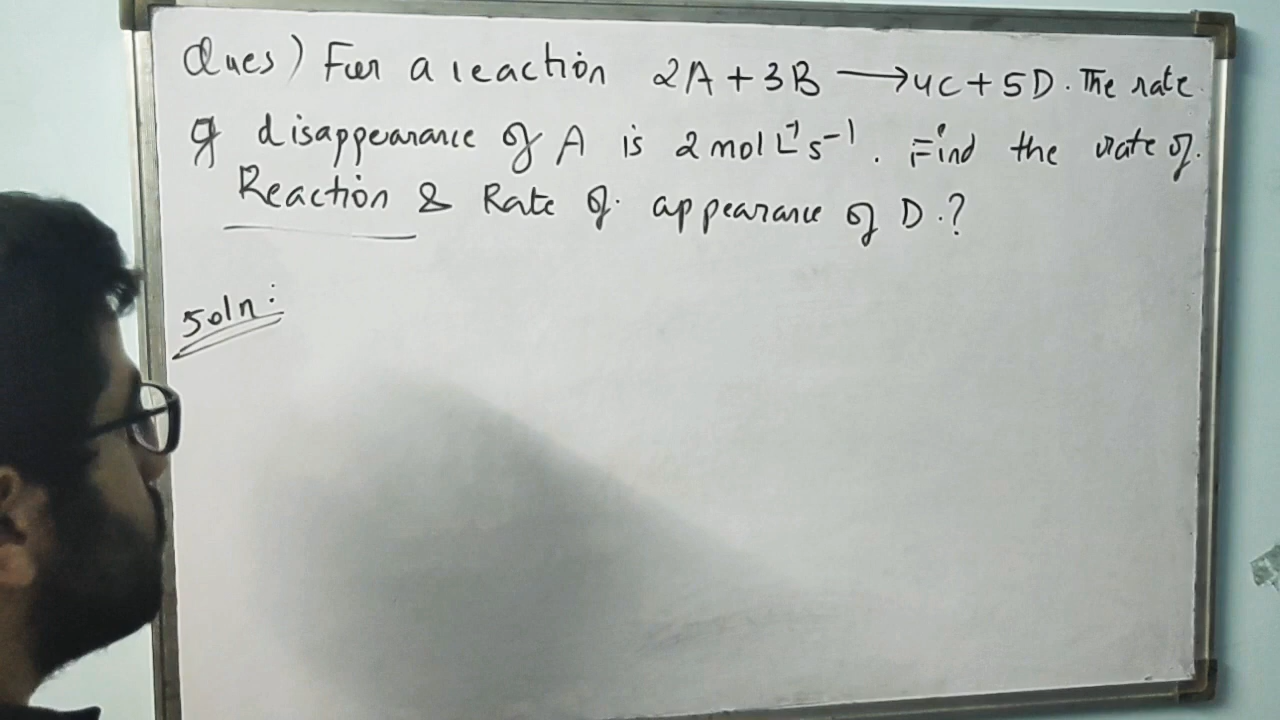 Ques) For a reaction 2A + 3B → 4C + 5D. The rate
of disappearance of A is 2 mol L⁻¹ s⁻¹. Find the rate of
Reaction & Rate of appearance of D.?
Soln: